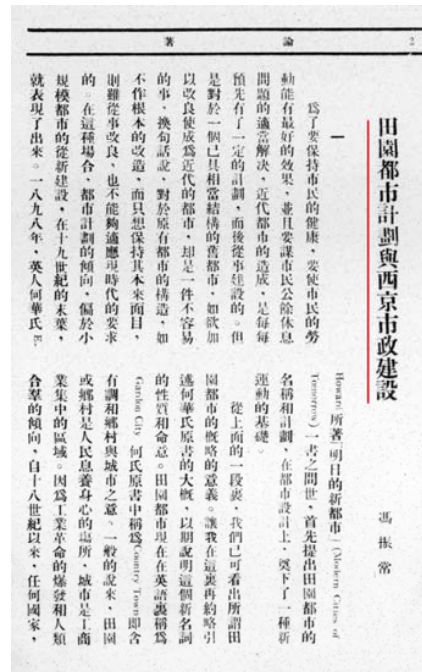 論著
2
田園都市計劃與西京市政建設
馮振常
一
為了要保持市民的健康，要使市民的勞
動能有最好的效果，並且要謀市民公餘休息
問題的適當解決，近代都市的造成，是每每
預先有了一定的計劃，而後從事建設的。但
是對於一個已具相當結構的舊都市，如欲加
以改良使成為近代的都市，却是一件不容易
的事，換句話說，對於原有都市的構造，如
不作根本的改造，而只想保持其本來面目，
則難從事改良，也不能夠適應現時代的要求
的。在這種場合，都市計劃的傾向，偏於小
規模都市的從新建設，在十九世紀的末葉，
就表現了出來。一八九八年，英人何華氏 E.
Howard 所著「明日的新都市」(Modern Cities of
Tomorrow) 一書之問世，首先提出田園都市的
名稱和計劃，在都市設計上，奠下了一種新
運動的基礎。
從上面的一段裏，我們已可看出所謂田
園都市的概略的意義。讓我在這裏再約略引
述何華氏原書的大概，以期說明這個新名詞
的性質和命意。田園都市現在在英語裏稱為
Garden City 何氏原書中稱為 Country Town 即含
有調和鄉村與城市之意。一般的說來，田園
或鄉村是人民息養身心的場所，城市是工商
業集中的區域。因為工業革命的爆發和人類
合羣的傾向，自十八世紀以來，任何國家，